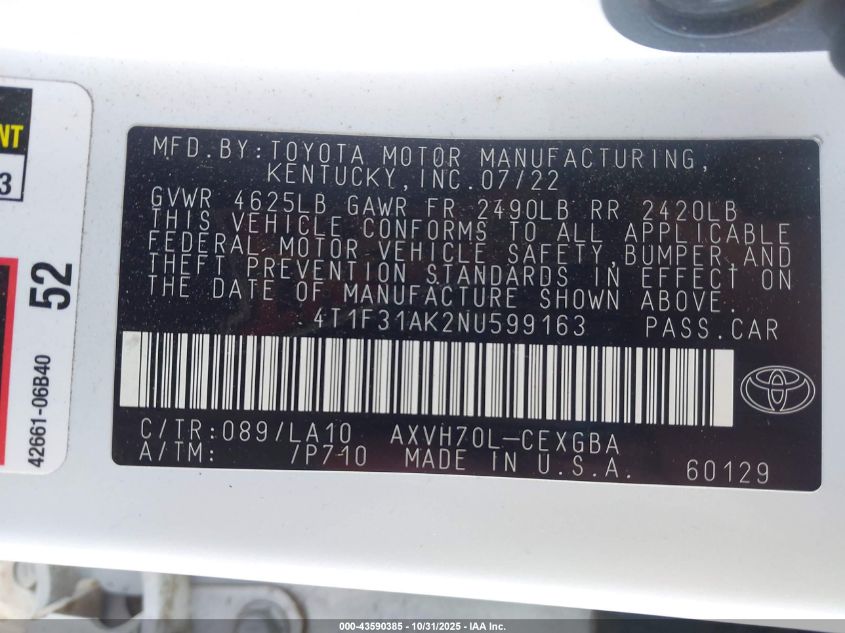 NT
3
52
42661-06B40
MFD.BY:TOYOTA MOTOR MANUFACTURING,
KENTUCKY,INC.07/22
GVWR 4625LB GAWR FR 2490LB RR 2420LB
THIS VEHICLE CONFORMS TO ALL APPLICABLE
FEDERAL MOTOR VEHICLE SAFETY,BUMPER,AND
THEFT PREVENTION STANDARDS IN EFFECT ON
THE DATE OF MANUFACTURE SHOWN ABOVE.
4T1F31AK2NU599163 PASS.CAR
C/TR:089/LA10 AXVH70L-CEXGBA
A/TM: /P710 MADE IN U.S.A. 60129
000-43590385 - 10/31/2025 - IAA Inc.